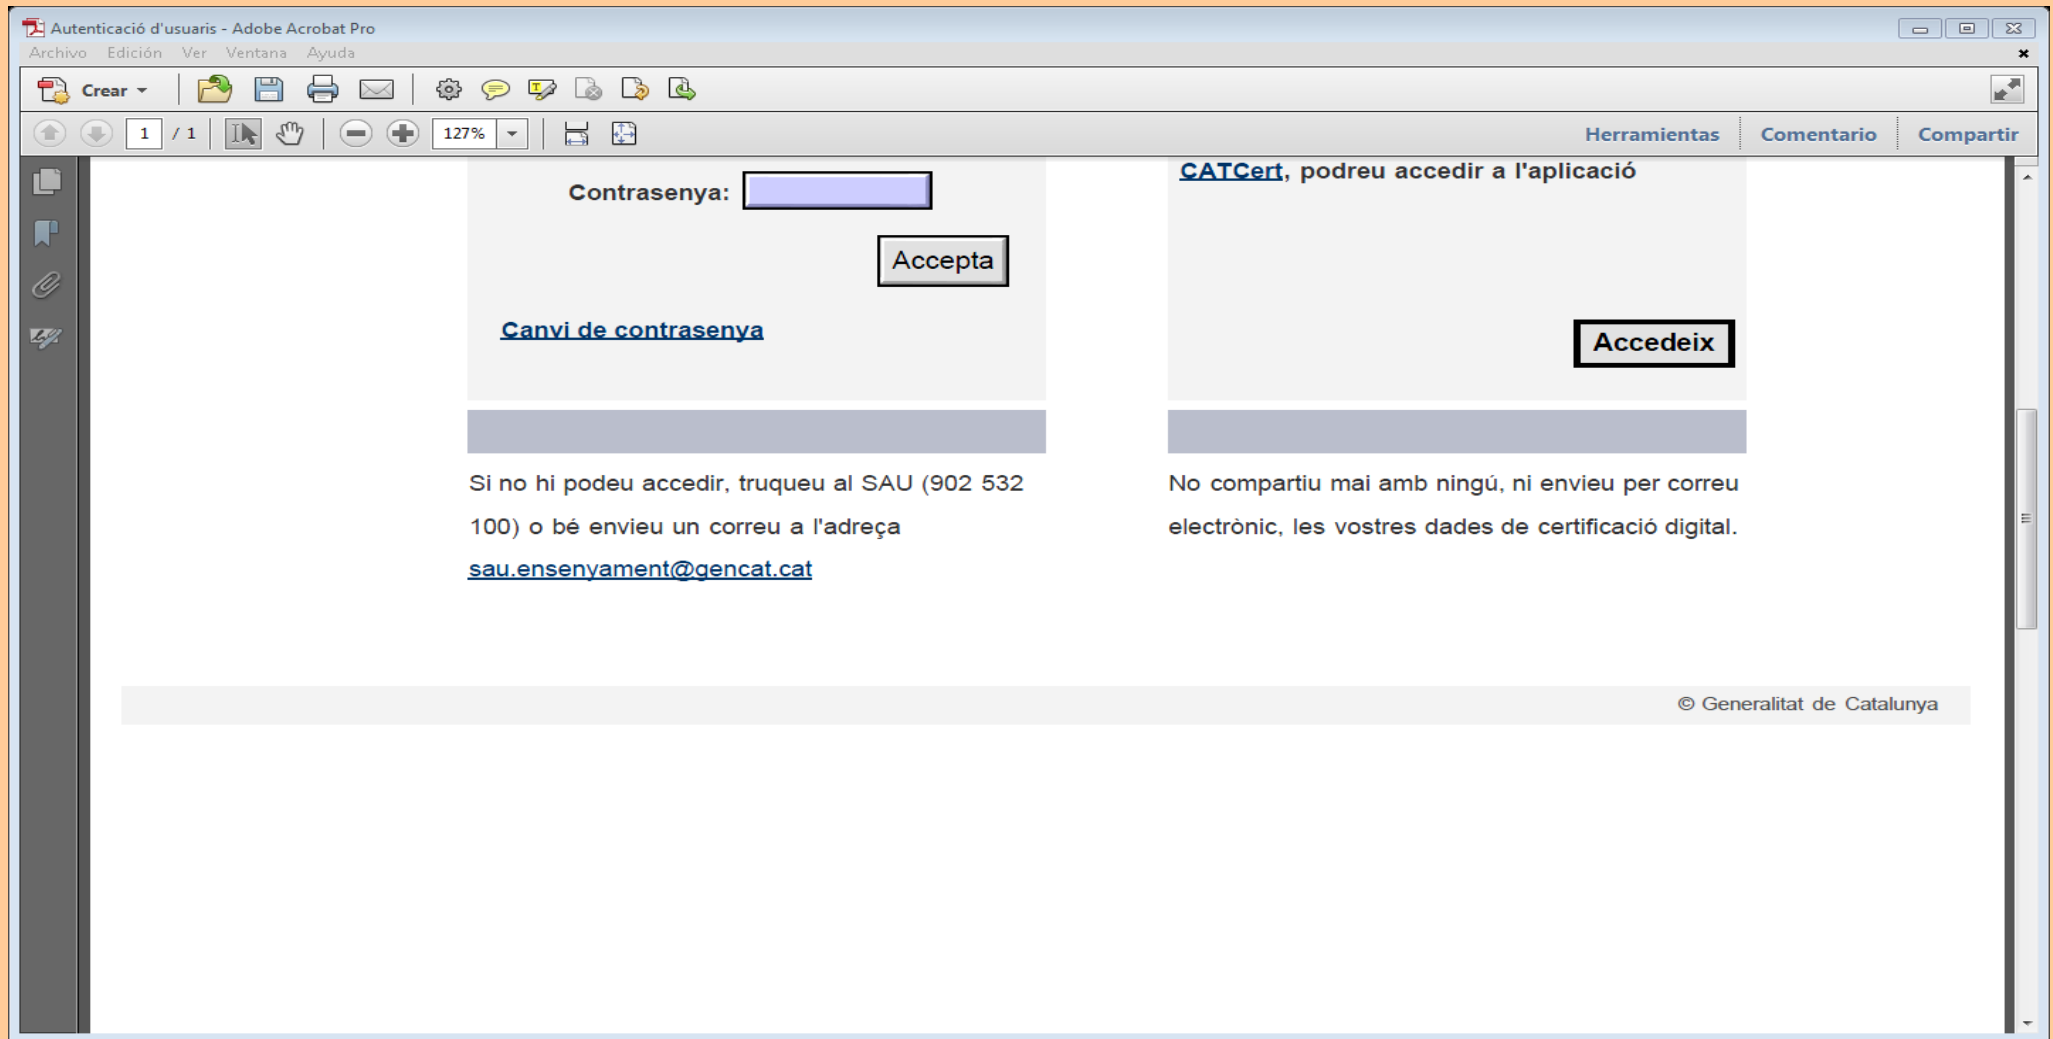 Autenticació d'usuaris - Adobe Acrobat Pro
Archivo Edición Ver Ventana Ayuda
Crear
1 / 1 127% Herramientas Comentario Compartir
Contrasenya:
Accepta
Canvi de contrasenya
CATCert, podreu accedir a l'aplicació
Accedeix
Si no hi podeu accedir, truqueu al SAU (902 532
100) o bé envieu un correu a l'adreça
sau.ensenyament@gencat.cat
No compartiu mai amb ningú, ni envieu per correu
electrònic, les vostres dades de certificació digital.
© Generalitat de Catalunya